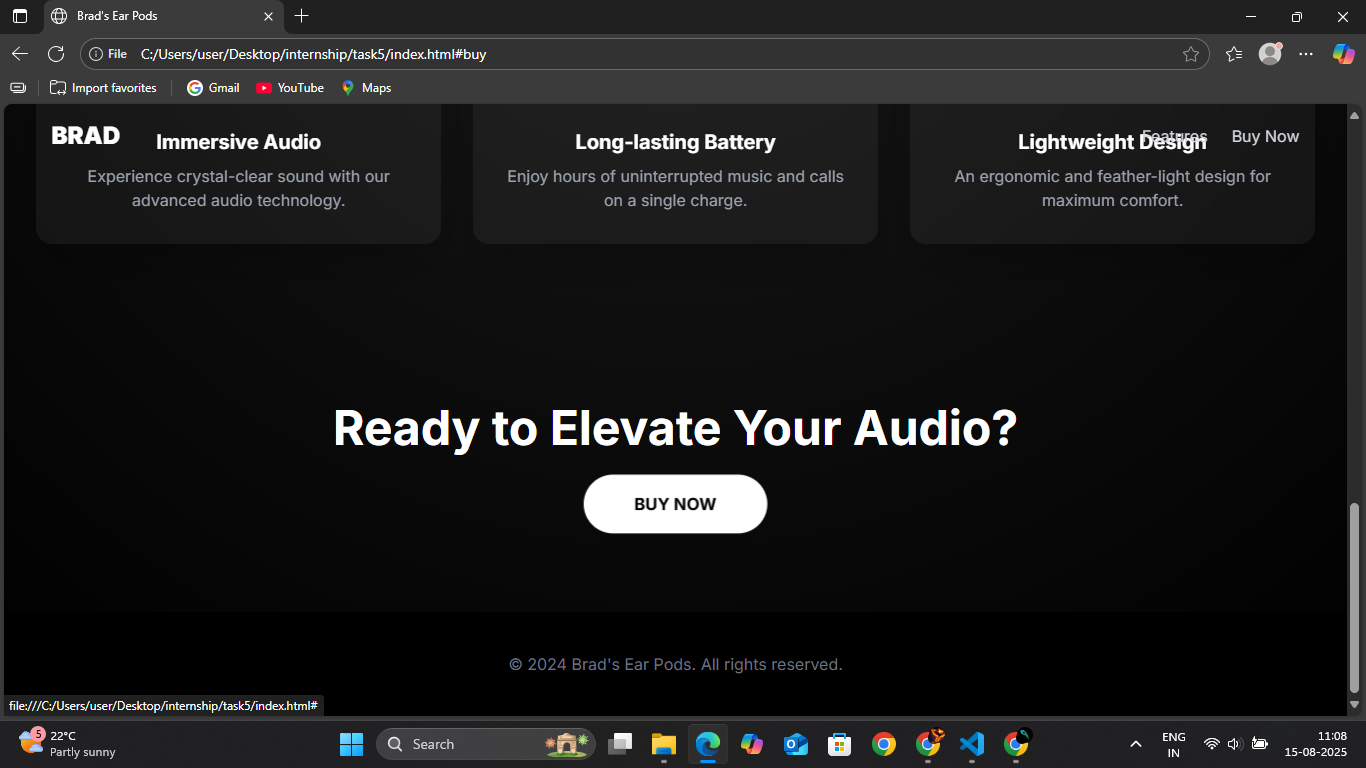 Brad's Ear Pods
File C:/Users/user/Desktop/internship/task5/index.html#buy
Import favorites Gmail YouTube Maps
BRAD Features Buy Now
Immersive Audio
Experience crystal-clear sound with our
advanced audio technology.
Long-lasting Battery
Enjoy hours of uninterrupted music and calls
on a single charge.
Lightweight Design
An ergonomic and feather-light design for
maximum comfort.
Ready to Elevate Your Audio?
BUY NOW
© 2024 Brad's Ear Pods. All rights reserved.
file:///C:/Users/user/Desktop/internship/task5/index.html#
5
22°C
Partly sunny
Search
ENG
IN
11:08
15-08-2025